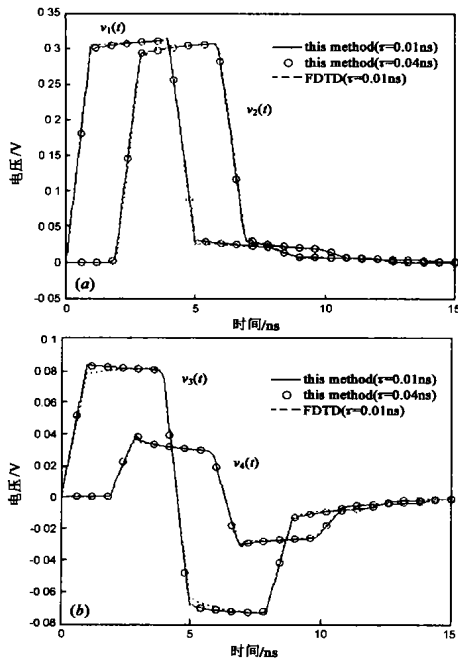 v₁(t)
0.35
this method(τ=0.01ns)
0.3
this method(τ=0.04ns)
FDTD(τ=0.01ns)
0.25
v₂(t)
0.2
电压/V
0.15
0.1
0.05
0
(a)
-0.05
0 5 10 15
时间/ns
0.1
0.08
v₃(t)
this method(τ=0.01ns)
0.06
this method(τ=0.04ns)
FDTD(τ=0.01ns)
0.04
v₄(t)
0.02
电压/V
0
-0.02
-0.04
-0.06
(b)
-0.08
0 5 10 15
时间/ns